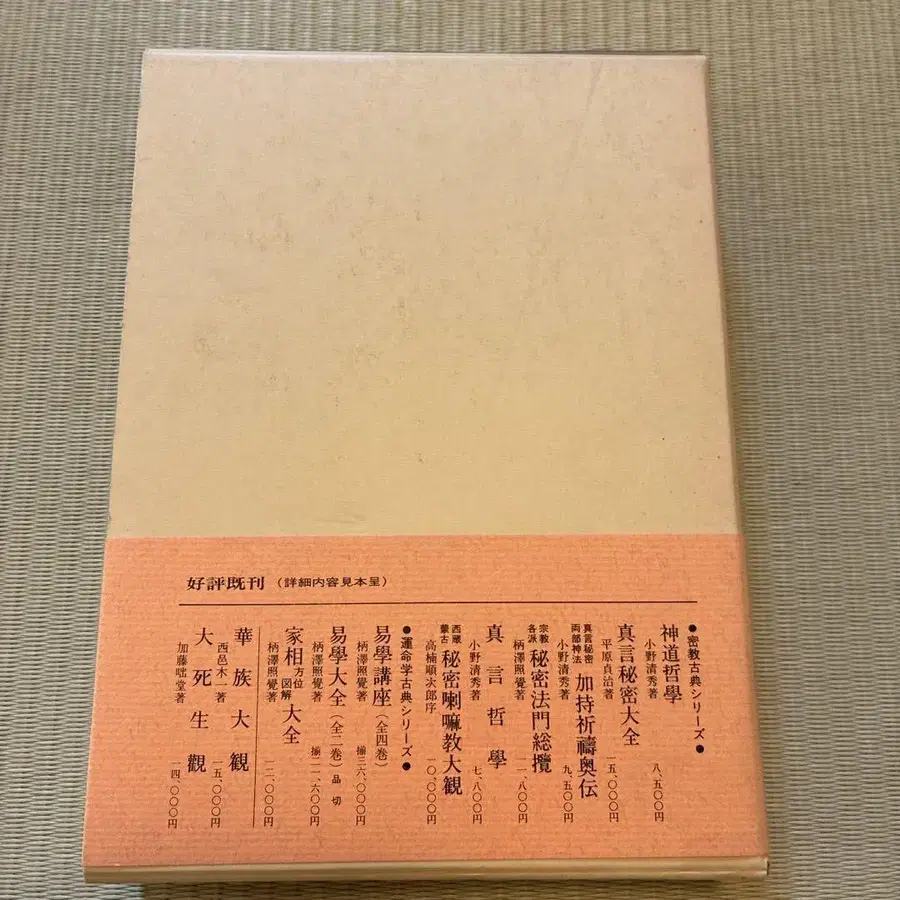 好評既刊（詳細内容見本呈）
●密教古典シリーズ●
神道哲學
小野清秀著　八、五〇〇円
真言秘密大全
平原貞治著　一五、〇〇〇円
真言秘密両部神法　加持祈禱奥伝
小野清秀著　九、五〇〇円
宗教各派　秘密法門総攬
柄澤照覺著　一一、八〇〇円
真言哲學
小野清秀著　七、八〇〇円
西蔵蒙古　秘密喇嘛教大観
高楠順次郎序　一〇、〇〇〇円
●運命学古典シリーズ●
易學講座（全四巻）
柄澤照覺著　揃三六、〇〇〇円
易學大全（全二巻）品切
柄澤照覺著　揃二一、六〇〇円
家相方位図解大全
柄澤照覺著　一二、〇〇〇円
華族大観
西邑木一著　一五、〇〇〇円
大死生觀
加藤咄堂著　一四、〇〇〇円